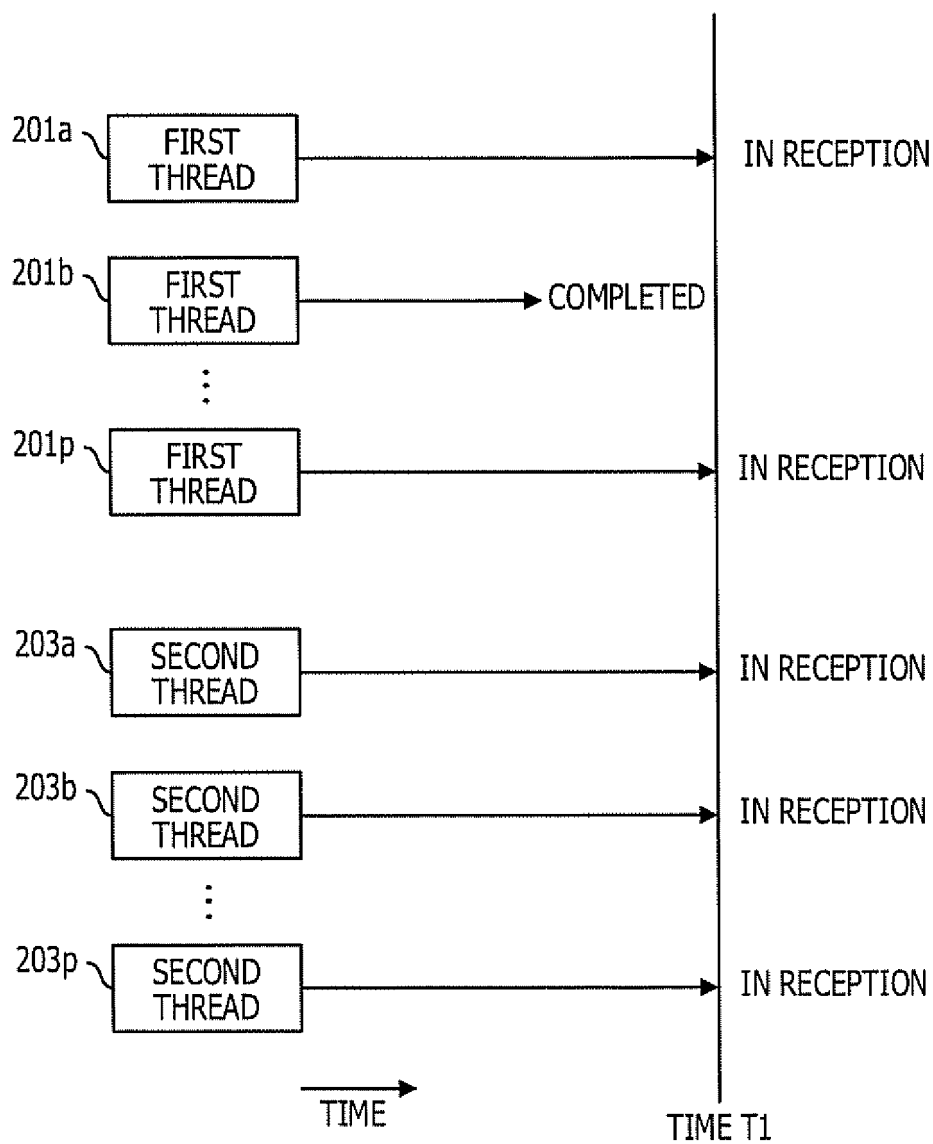 201a
FIRST
THREAD
IN RECEPTION
201b
FIRST
THREAD
COMPLETED
201p
FIRST
THREAD
IN RECEPTION
203a
SECOND
THREAD
IN RECEPTION
203b
SECOND
THREAD
IN RECEPTION
203p
SECOND
THREAD
IN RECEPTION
TIME
TIME T1